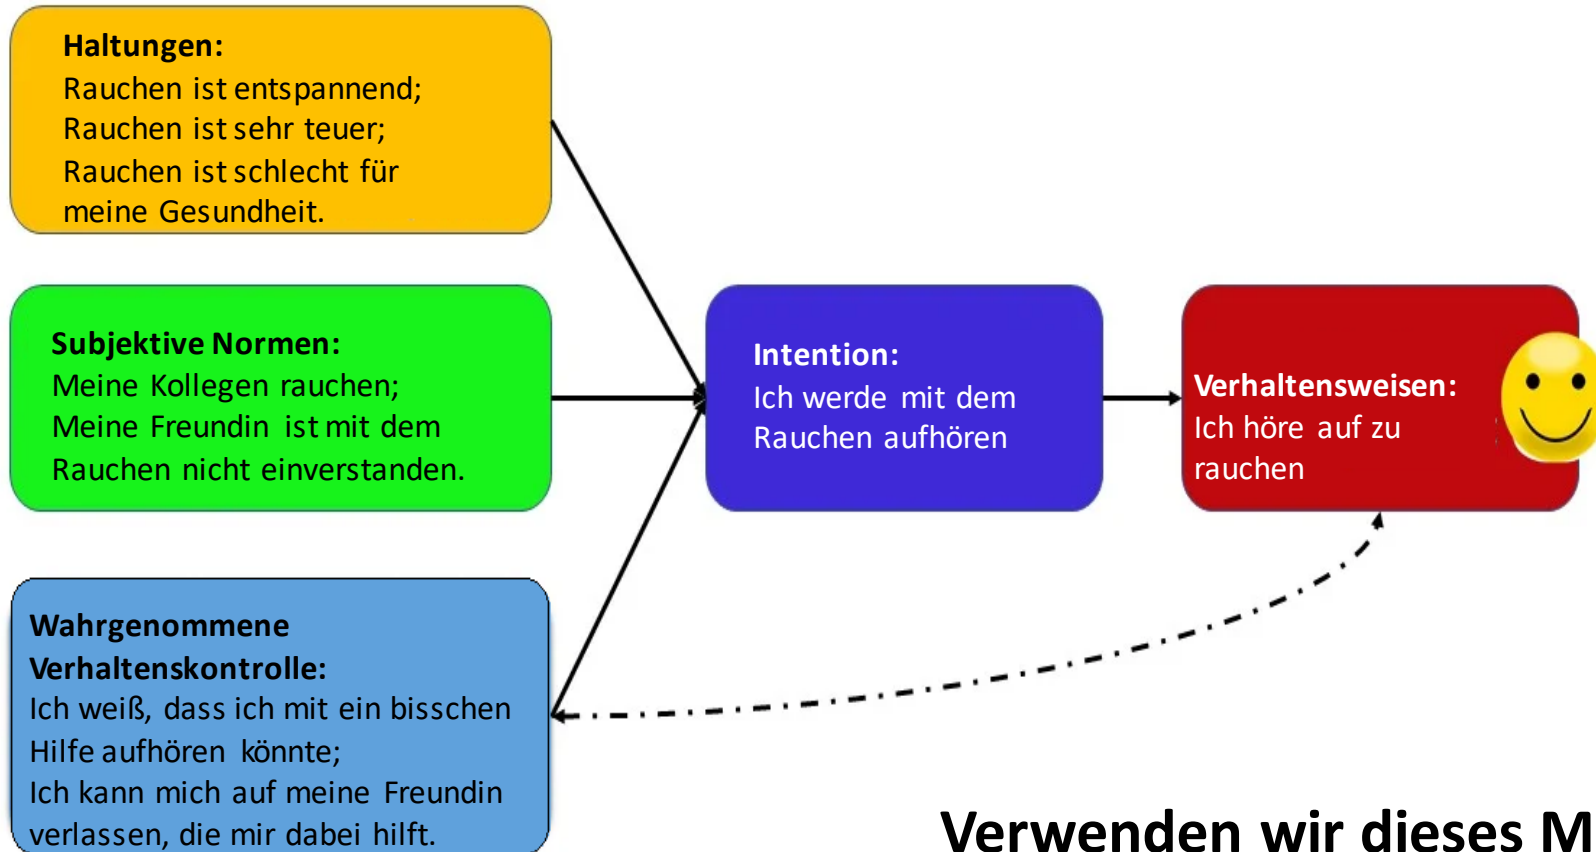 Haltungen:
Rauchen ist entspannend;
Rauchen ist sehr teuer;
Rauchen ist schlecht für
meine Gesundheit.
Subjektive Normen:
Meine Kollegen rauchen;
Meine Freundin ist mit dem
Rauchen nicht einverstanden.
Wahrgenommene
Verhaltenskontrolle:
Ich weiß, dass ich mit ein bisschen
Hilfe aufhören könnte;
Ich kann mich auf meine Freundin
verlassen, die mir dabei hilft.
Intention:
Ich werde mit dem
Rauchen aufhören
Verhaltensweisen:
Ich höre auf zu
rauchen
Verwenden wir dieses M